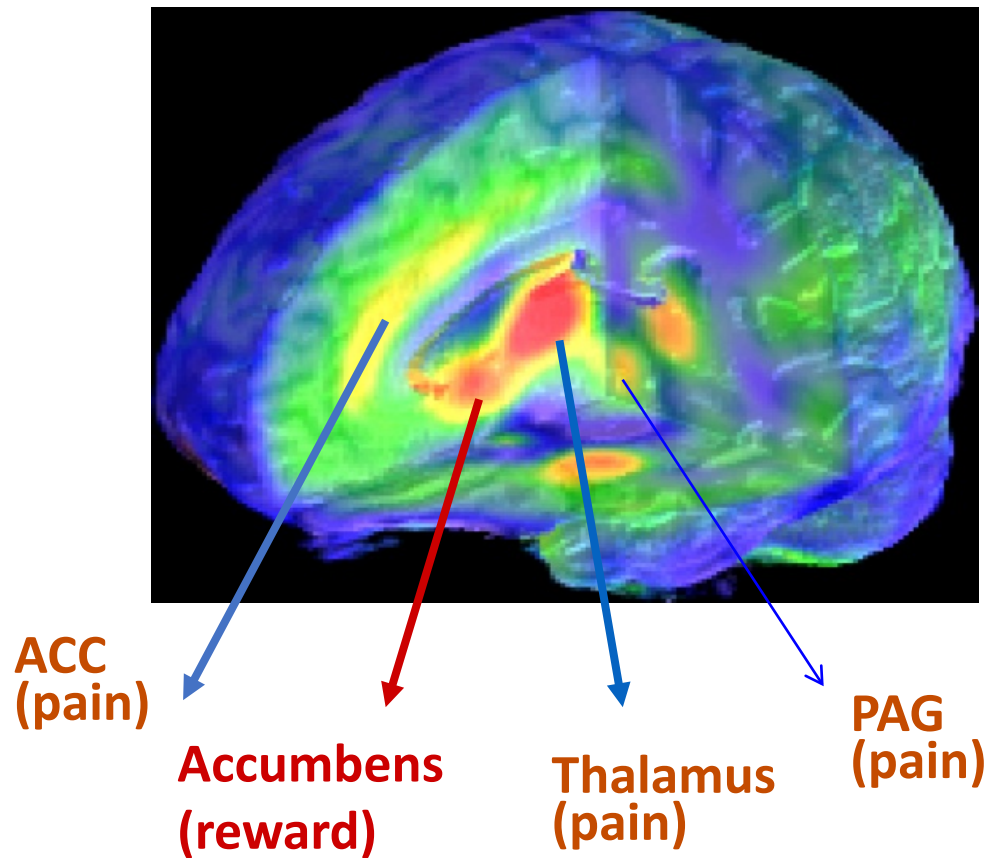 ACC
(pain)
Accumbens
(reward)
Thalamus
(pain)
PAG
(pain)